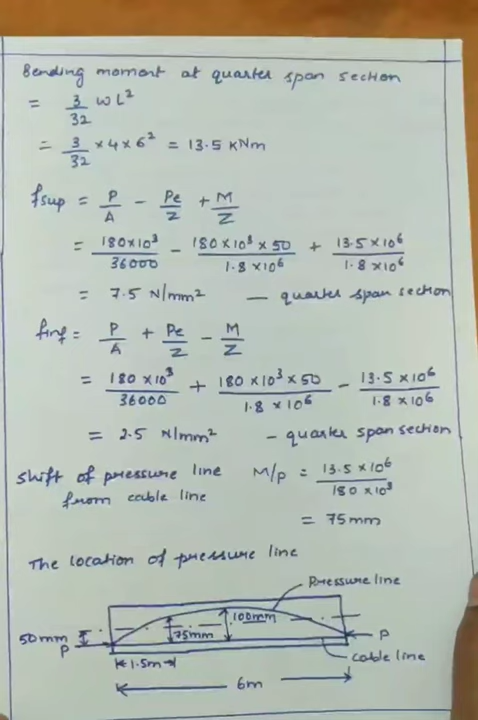 Bending moment at quarter span section
= 3/32 wL²
= 3/32 × 4 × 6² = 13.5 KNm
fsup = P/A - Pe/Z + M/Z
= 180×10³/36000 - 180×10³×50/1.8×10⁶ + 13.5×10⁶/1.8×10⁶
= 7.5 N/mm² — quarter span section
finf = P/A + Pe/Z - M/Z
= 180×10³/36000 + 180×10³×50/1.8×10⁶ - 13.5×10⁶/1.8×10⁶
= 2.5 N/mm² - quarter span section
shift of pressure line M/p = 13.5×10⁶/180×10³
from cable line
= 75mm
The location of pressure line
Pressure line
100mm
50mm
75mm
P
P
cable line
1.5m
6m